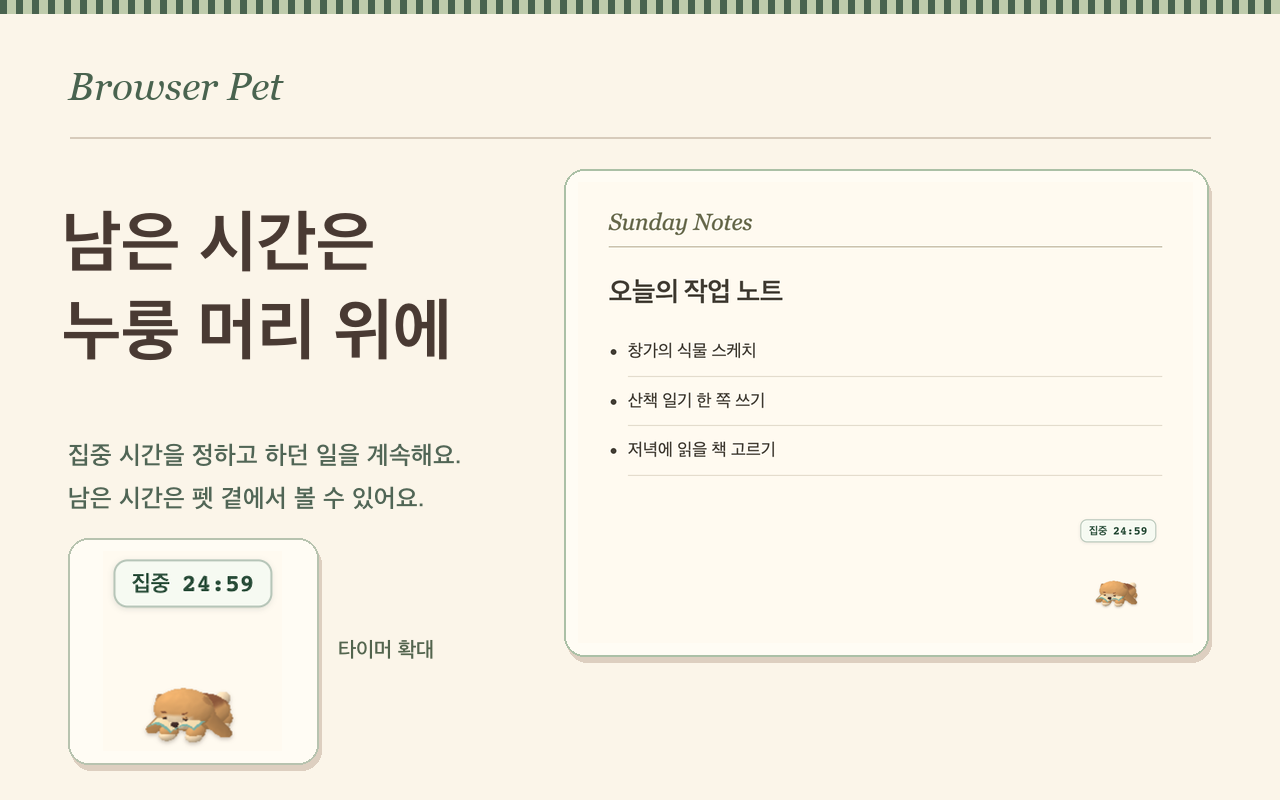 Browser Pet
남은 시간은
누룽 머리 위에
집중 시간을 정하고 하던 일을 계속해요.
남은 시간은 펫 곁에서 볼 수 있어요.
집중 24:59
타이머 확대
Sunday Notes
오늘의 작업 노트
• 창가의 식물 스케치
• 산책 일기 한 쪽 쓰기
• 저녁에 읽을 책 고르기
집중 24:59